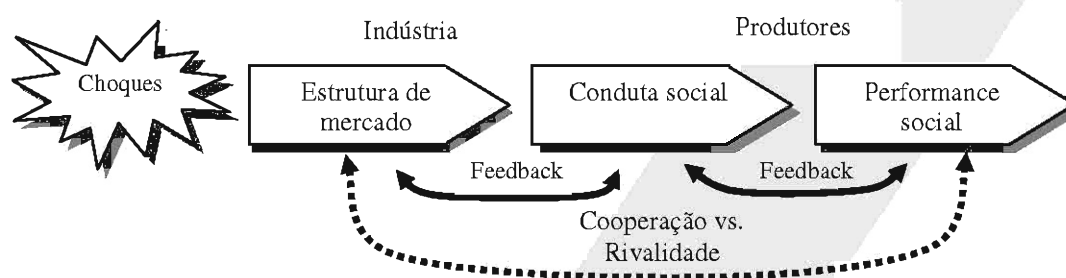 Indústria
Produtores
Choques
Estrutura de
mercado
Conduta social
Performance
social
Feedback
Feedback
Cooperação vs.
Rivalidade